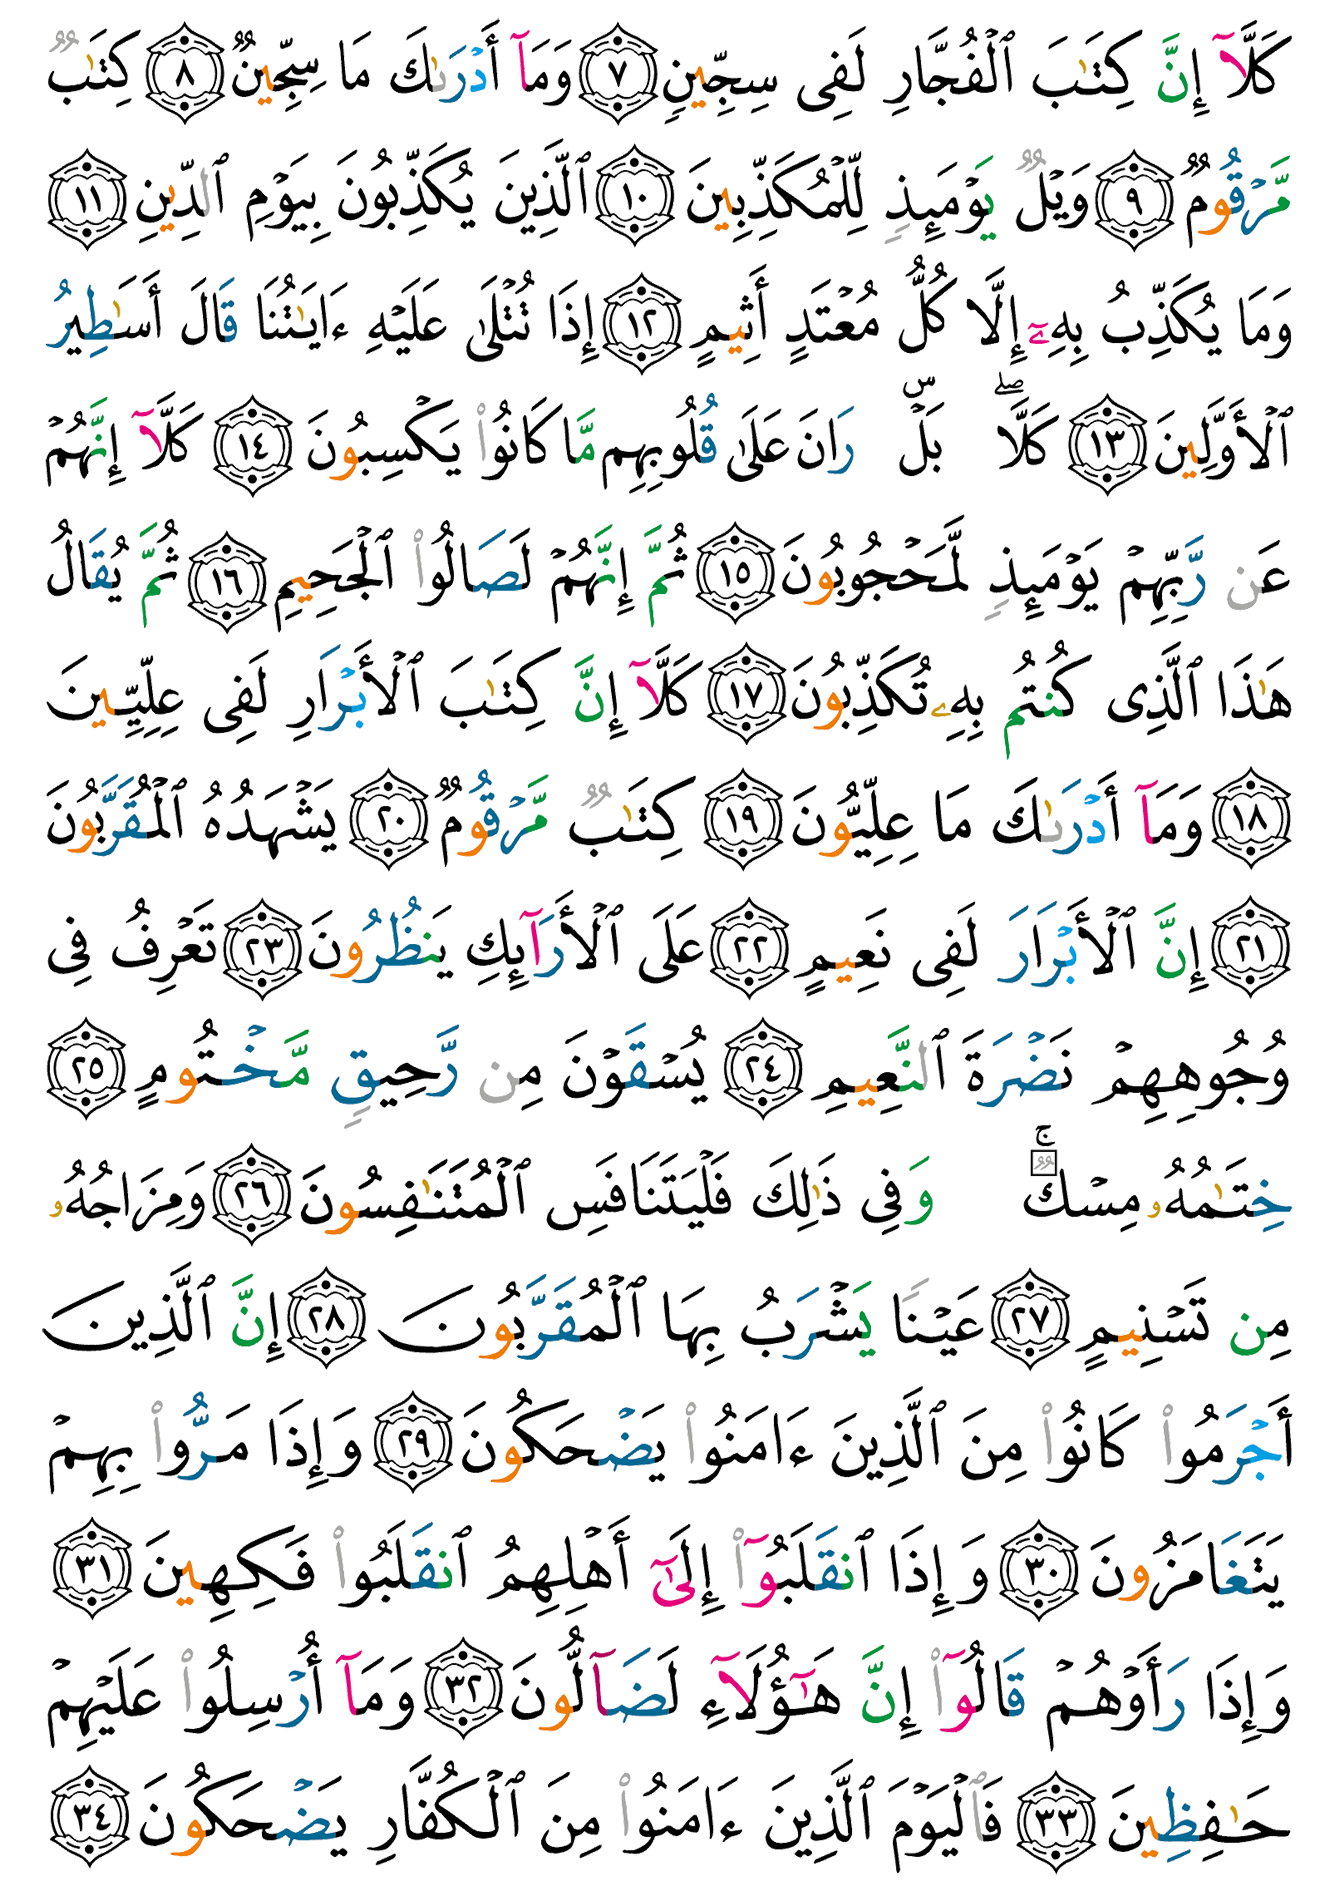 كَلَّآ إِنَّ كِتَٰبَ ٱلۡفُجَّارِ لَفِي سِجِّينٖ ٧ وَمَآ أَدۡرَىٰكَ مَا سِجِّينٞ ٨ كِتَٰبٞ
مَّرۡقُومٞ ٩ وَيۡلٞ يَوۡمَئِذٖ لِّلۡمُكَذِّبِينَ ١٠ ٱلَّذِينَ يُكَذِّبُونَ بِيَوۡمِ ٱلدِّينِ ١١
وَمَا يُكَذِّبُ بِهِۦٓ إِلَّا كُلُّ مُعۡتَدٍ أَثِيمٍ ١٢ إِذَا تُتۡلَىٰ عَلَيۡهِ ءَايَٰتُنَا قَالَ أَسَٰطِيرُ
ٱلۡأَوَّلِينَ ١٣ كَلَّاۖ بَلۡۜ رَانَ عَلَىٰ قُلُوبِهِم مَّا كَانُواْ يَكۡسِبُونَ ١٤ كَلَّآ إِنَّهُمۡ
عَن رَّبِّهِمۡ يَوۡمَئِذٖ لَّمَحۡجُوبُونَ ١٥ ثُمَّ إِنَّهُمۡ لَصَالُواْ ٱلۡجَحِيمِ ١٦ ثُمَّ يُقَالُ
هَٰذَا ٱلَّذِي كُنتُم بِهِۦ تُكَذِّبُونَ ١٧ كَلَّآ إِنَّ كِتَٰبَ ٱلۡأَبۡرَارِ لَفِي عِلِّيِّينَ
١٨ وَمَآ أَدۡرَىٰكَ مَا عِلِّيُّونَ ١٩ كِتَٰبٞ مَّرۡقُومٞ ٢٠ يَشۡهَدُهُ ٱلۡمُقَرَّبُونَ
٢١ إِنَّ ٱلۡأَبۡرَارَ لَفِي نَعِيمٍ ٢٢ عَلَى ٱلۡأَرَآئِكِ يَنظُرُونَ ٢٣ تَعۡرِفُ فِي
وُجُوهِهِمۡ نَضۡرَةَ ٱلنَّعِيمِ ٢٤ يُسۡقَوۡنَ مِن رَّحِيقٖ مَّخۡتُومٍ ٢٥
خِتَٰمُهُۥ مِسۡكٞۚ وَفِي ذَٰلِكَ فَلۡيَتَنَافَسِ ٱلۡمُتَنَٰفِسُونَ ٢٦ وَمِزَاجُهُۥ
مِن تَسۡنِيمٍ ٢٧ عَيۡنٗا يَشۡرَبُ بِهَا ٱلۡمُقَرَّبُونَ ٢٨ إِنَّ ٱلَّذِينَ
أَجۡرَمُواْ كَانُواْ مِنَ ٱلَّذِينَ ءَامَنُواْ يَضۡحَكُونَ ٢٩ وَإِذَا مَرُّواْ بِهِمۡ
يَتَغَامَزُونَ ٣٠ وَإِذَا ٱنقَلَبُوٓاْ إِلَىٰٓ أَهۡلِهِمُ ٱنقَلَبُواْ فَكِهِينَ ٣١
وَإِذَا رَأَوۡهُمۡ قَالُوٓاْ إِنَّ هَٰٓؤُلَآءِ لَضَآلُّونَ ٣٢ وَمَآ أُرۡسِلُواْ عَلَيۡهِمۡ
حَٰفِظِينَ ٣٣ فَٱلۡيَوۡمَ ٱلَّذِينَ ءَامَنُواْ مِنَ ٱلۡكُفَّارِ يَضۡحَكُونَ ٣٤